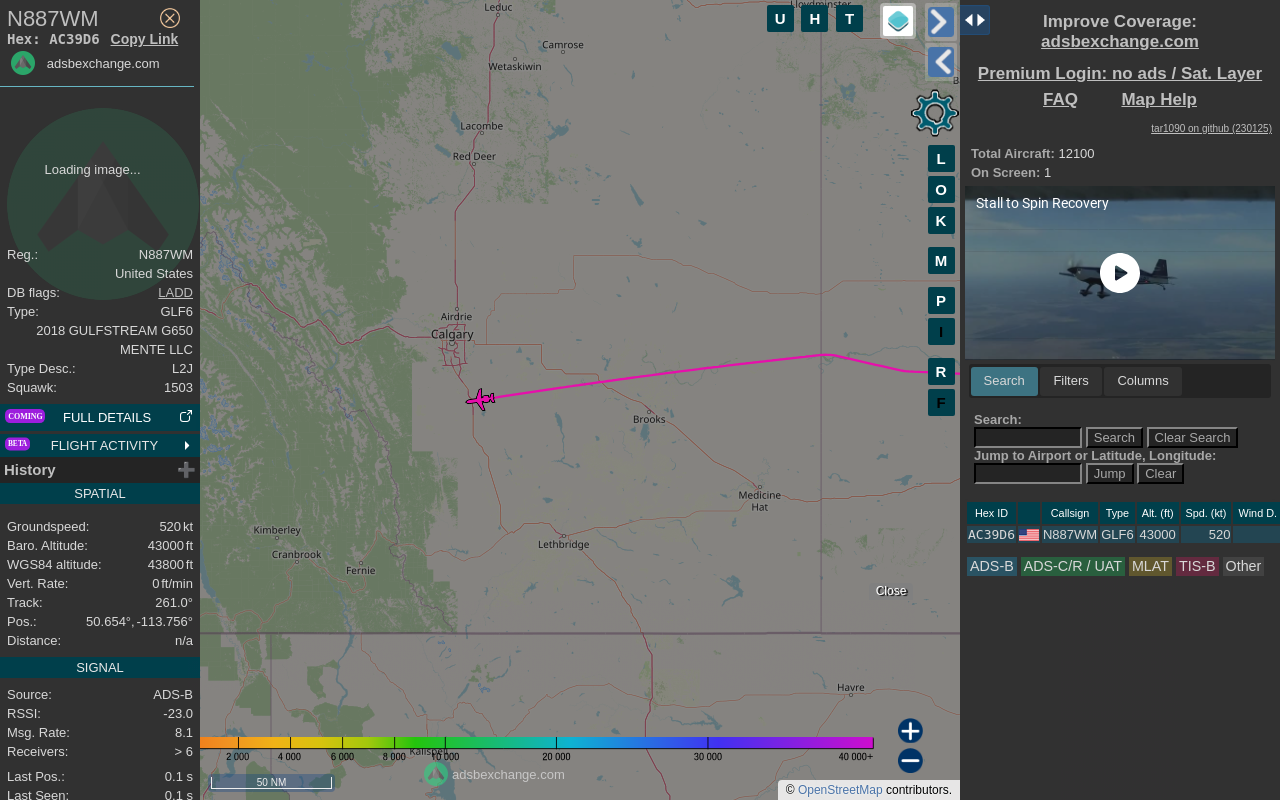 N887WM
Hex: AC39D6 Copy Link
adsbexchange.com
Loading image...
Reg.: N887WM
United States
DB flags: LADD
Type: GLF6
2018 GULFSTREAM G650
MENTE LLC
Type Desc.: L2J
Squawk: 1503
COMING FULL DETAILS
BETA FLIGHT ACTIVITY
History
SPATIAL
Groundspeed: 520 kt
Baro. Altitude: 43000 ft
WGS84 altitude: 43800 ft
Vert. Rate: 0 ft/min
Track: 261.0°
Pos.: 50.654°, -113.756°
Distance: n/a
SIGNAL
Source: ADS-B
RSSI: -23.0
Msg. Rate: 8.1
Receivers: > 6
Last Pos.: 0.1 s
Last Seen: 0.1 s
Leduc
Lloydminster
Camrose
Wetaskiwin
Lacombe
Red Deer
Airdrie
Calgary
Brooks
Medicine
Hat
Lethbridge
Kimberley
Cranbrook
Fernie
Havre
Kalispell
U H T
L
O
K
M
P
I
R
F
Close
2 000 4 000 6 000 8 000 10 000 20 000 30 000 40 000+
50 NM
adsbexchange.com
© OpenStreetMap contributors.
Improve Coverage:
adsbexchange.com
Premium Login: no ads / Sat. Layer
FAQ Map Help
tar1090 on github (230125)
Total Aircraft: 12100
On Screen: 1
Stall to Spin Recovery
Search Filters Columns
Search:
Search Clear Search
Jump to Airport or Latitude, Longitude:
Jump Clear
Hex ID Callsign Type Alt. (ft) Spd. (kt) Wind D.
AC39D6 N887WM GLF6 43000 520
ADS-B ADS-C/R / UAT MLAT TIS-B Other